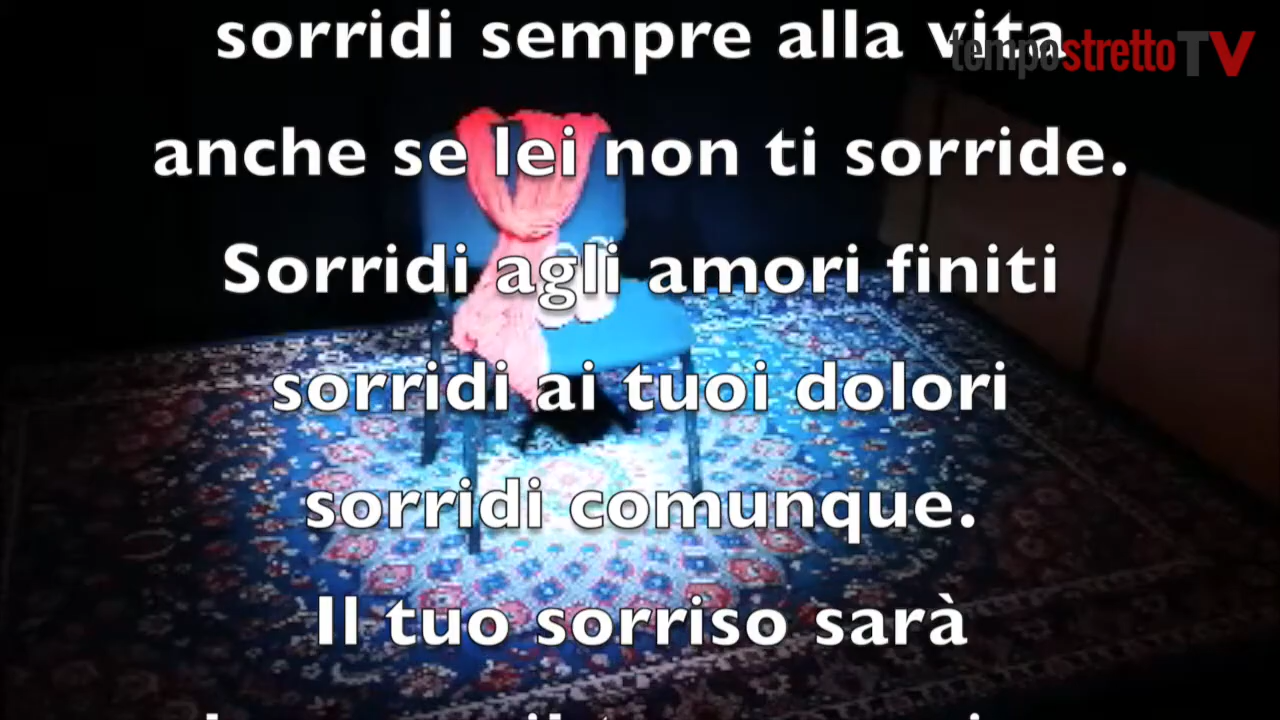 sorridi sempre alla vita
tempostrettoTV
anche se lei non ti sorride.
Sorridi agli amori finiti
sorridi ai tuoi dolori
sorridi comunque.
Il tuo sorriso sarà